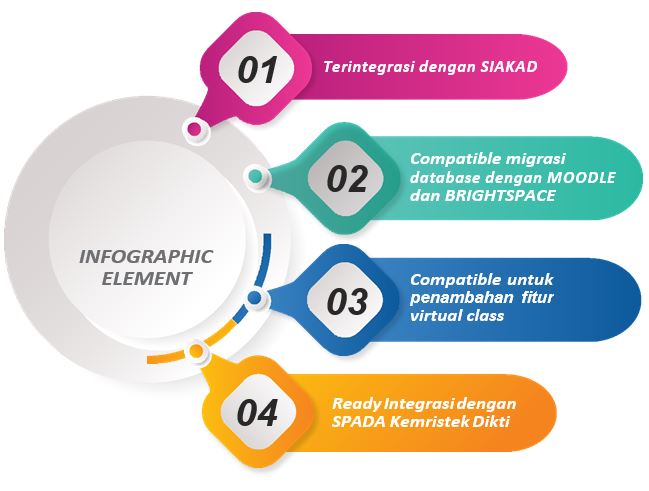 INFOGRAPHIC
ELEMENT
01
Terintegrasi dengan SIAKAD
02
Compatible migrasi
database dengan MOODLE
dan BRIGHTSPACE
03
Compatible untuk
penambahan fitur
virtual class
04
Ready Integrasi dengan
SPADA Kemristek Dikti